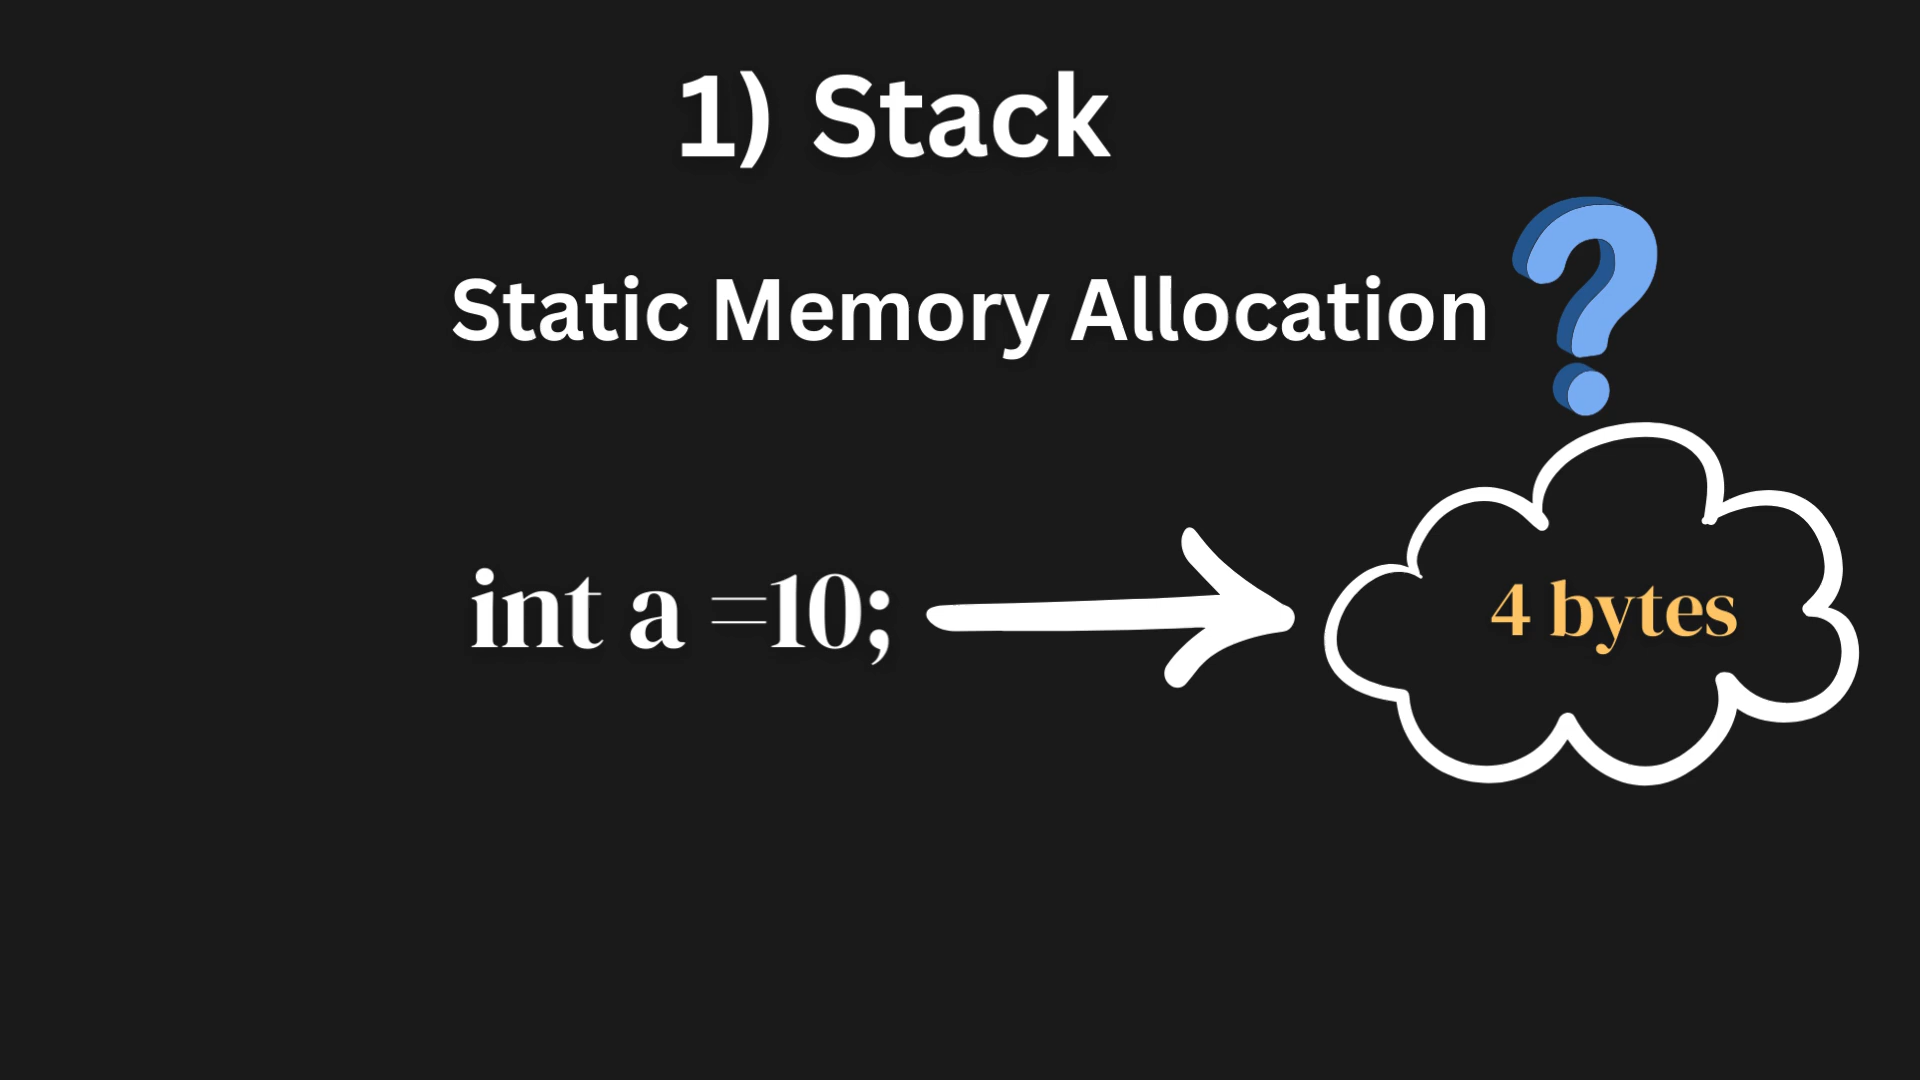 1) Stack
Static Memory Allocation ?
int a =10;
4 bytes